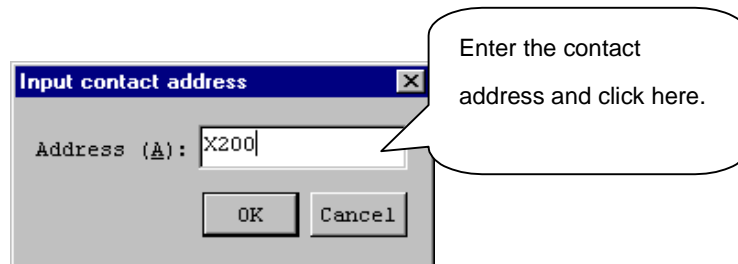 Enter the contact
address and click here.
Input contact address
Address (A): X200
OK Cancel